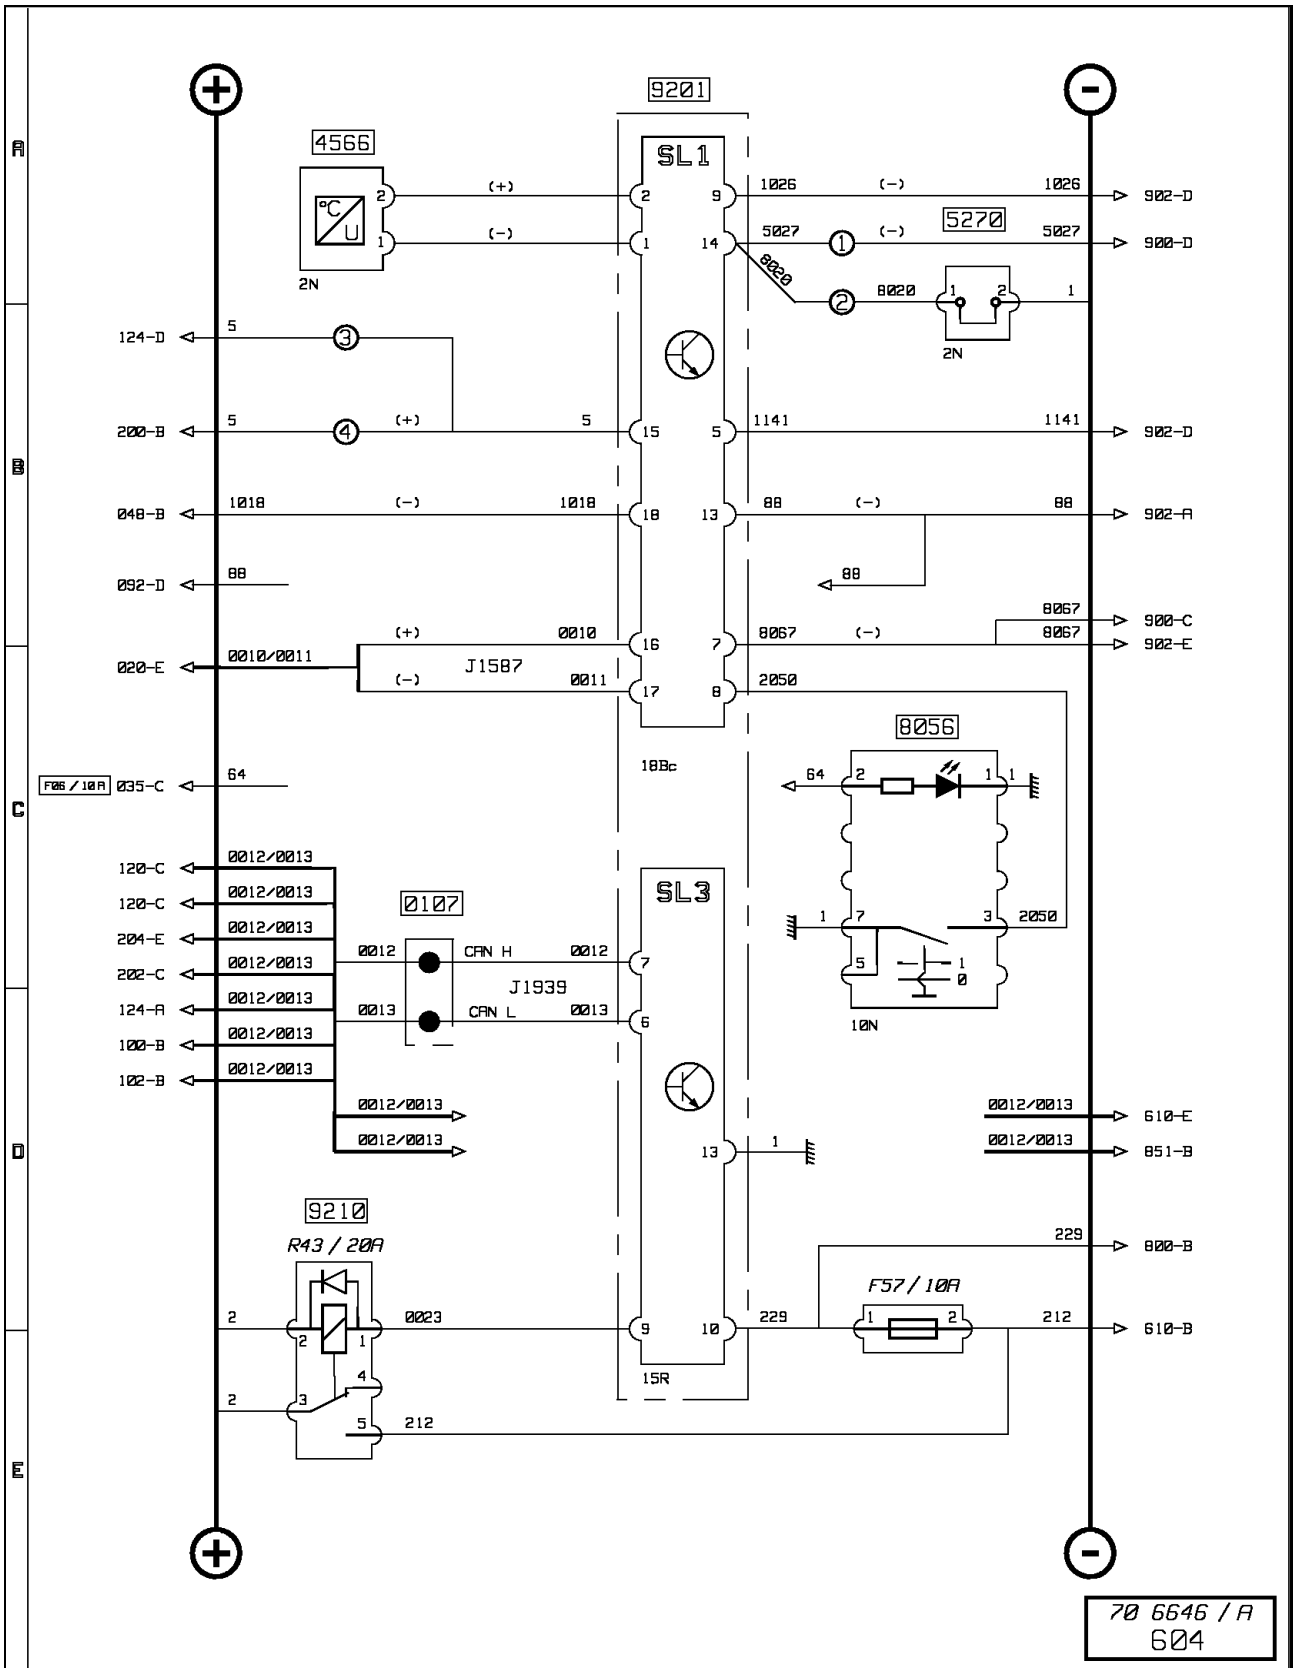 + -
9201
4566
A
SL1
2 (+) 2 9 1026 (-) 1026 902-D
°C
U
5270
1 (-) 1 14 5027 1 (-) 5027 900-D
8020
2N
2 8020 1 2 1
124-D 5 3
2N
200-B 5 4 (+) 5 15 5 1141 1141 902-D
B
048-B 1018 (-) 1018 18 13 88 (-) 88 902-A
092-D 88 88
8067 900-C
(+) 0010 16 7 8067 (-) 8067 902-E
020-E 0010/0011 J1587
(-) 0011 17 8 2050
8056
18Bc
F06/10A 035-C 64 64 2 1 1
C
120-C 0012/0013
SL3
120-C 0012/0013
0107
1 7 3 2050
204-E 0012/0013
0012 CAN H 0012 7
5 1
0
202-C 0012/0013
J1939
124-A 0012/0013
0013 CAN L 0013 6
10N
100-B 0012/0013
102-B 0012/0013
0012/0013 0012/0013 610-E
D
0012/0013 13 1 0012/0013 851-B
9210
R43/20A
229 800-B
F57/10A
2 2 1 0023 9 10 229 1 2 212 610-B
15R
4
2 3
5 212
E
+ -
70 6646/A
604